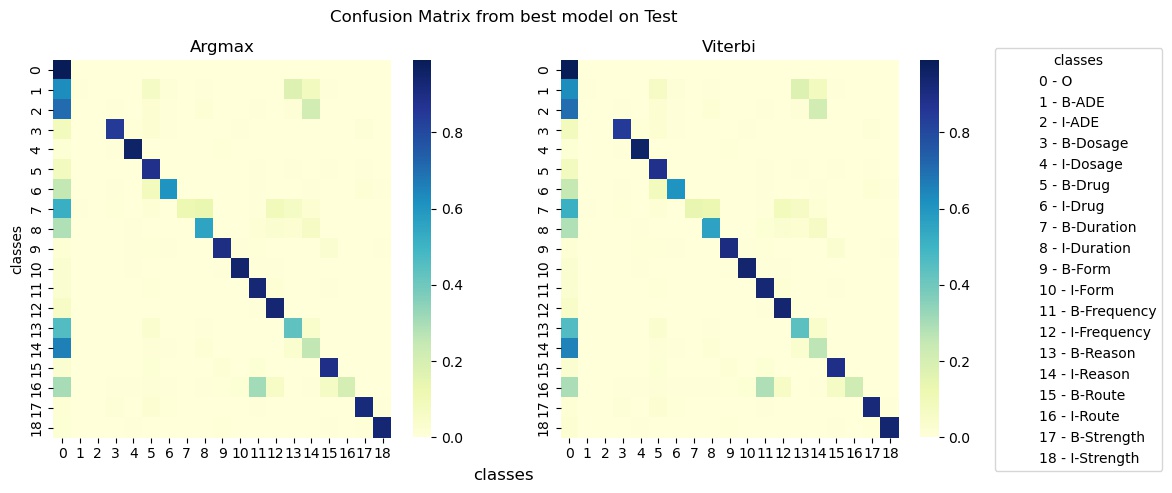 Confusion Matrix from best model on Test
Argmax
0
1
2
3
4
5
6
7
8
9
10
11
12
13
14
15
16
17
18
classes
0 1 2 3 4 5 6 7 8 9 10 11 12 13 14 15 16 17 18
0.8
0.6
0.4
0.2
0.0
Viterbi
0
1
2
3
4
5
6
7
8
9
10
11
12
13
14
15
16
17
18
0 1 2 3 4 5 6 7 8 9 10 11 12 13 14 15 16 17 18
0.8
0.6
0.4
0.2
0.0
classes
classes
0 - O
1 - B-ADE
2 - I-ADE
3 - B-Dosage
4 - I-Dosage
5 - B-Drug
6 - I-Drug
7 - B-Duration
8 - I-Duration
9 - B-Form
10 - I-Form
11 - B-Frequency
12 - I-Frequency
13 - B-Reason
14 - I-Reason
15 - B-Route
16 - I-Route
17 - B-Strength
18 - I-Strength